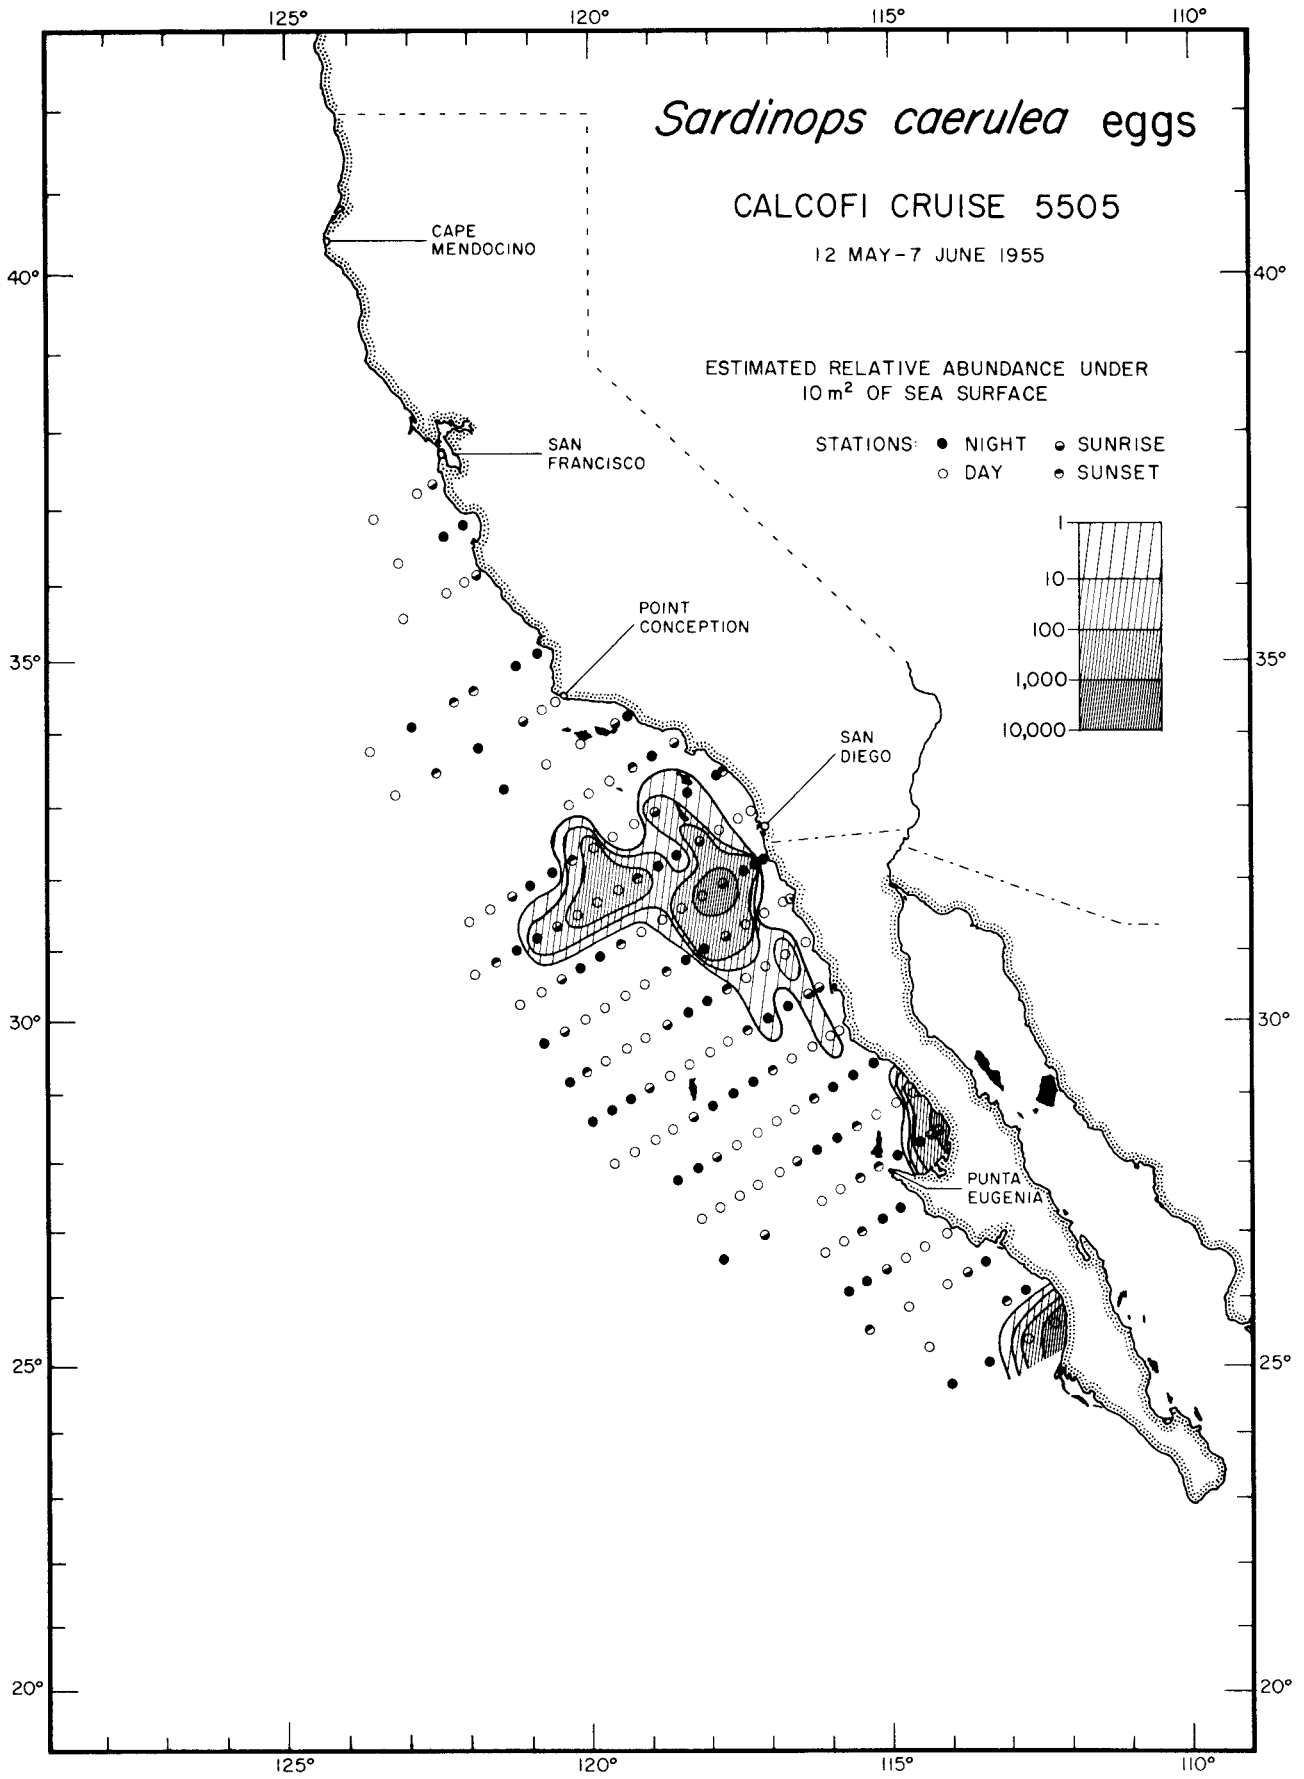 125° 120° 115° 110°
Sardinops caerulea eggs
CALCOFI CRUISE 5505
12 MAY-7 JUNE 1955
CAPE
MENDOCINO
40° 40°
ESTIMATED RELATIVE ABUNDANCE UNDER
10 m² OF SEA SURFACE
STATIONS: ● NIGHT SUNRISE
○ DAY SUNSET
SAN
FRANCISCO
1
10
100
1,000
10,000
POINT
CONCEPTION
35° 35°
SAN
DIEGO
30° 30°
PUNTA
EUGENIA
25° 25°
20° 20°
125° 120° 115° 110°